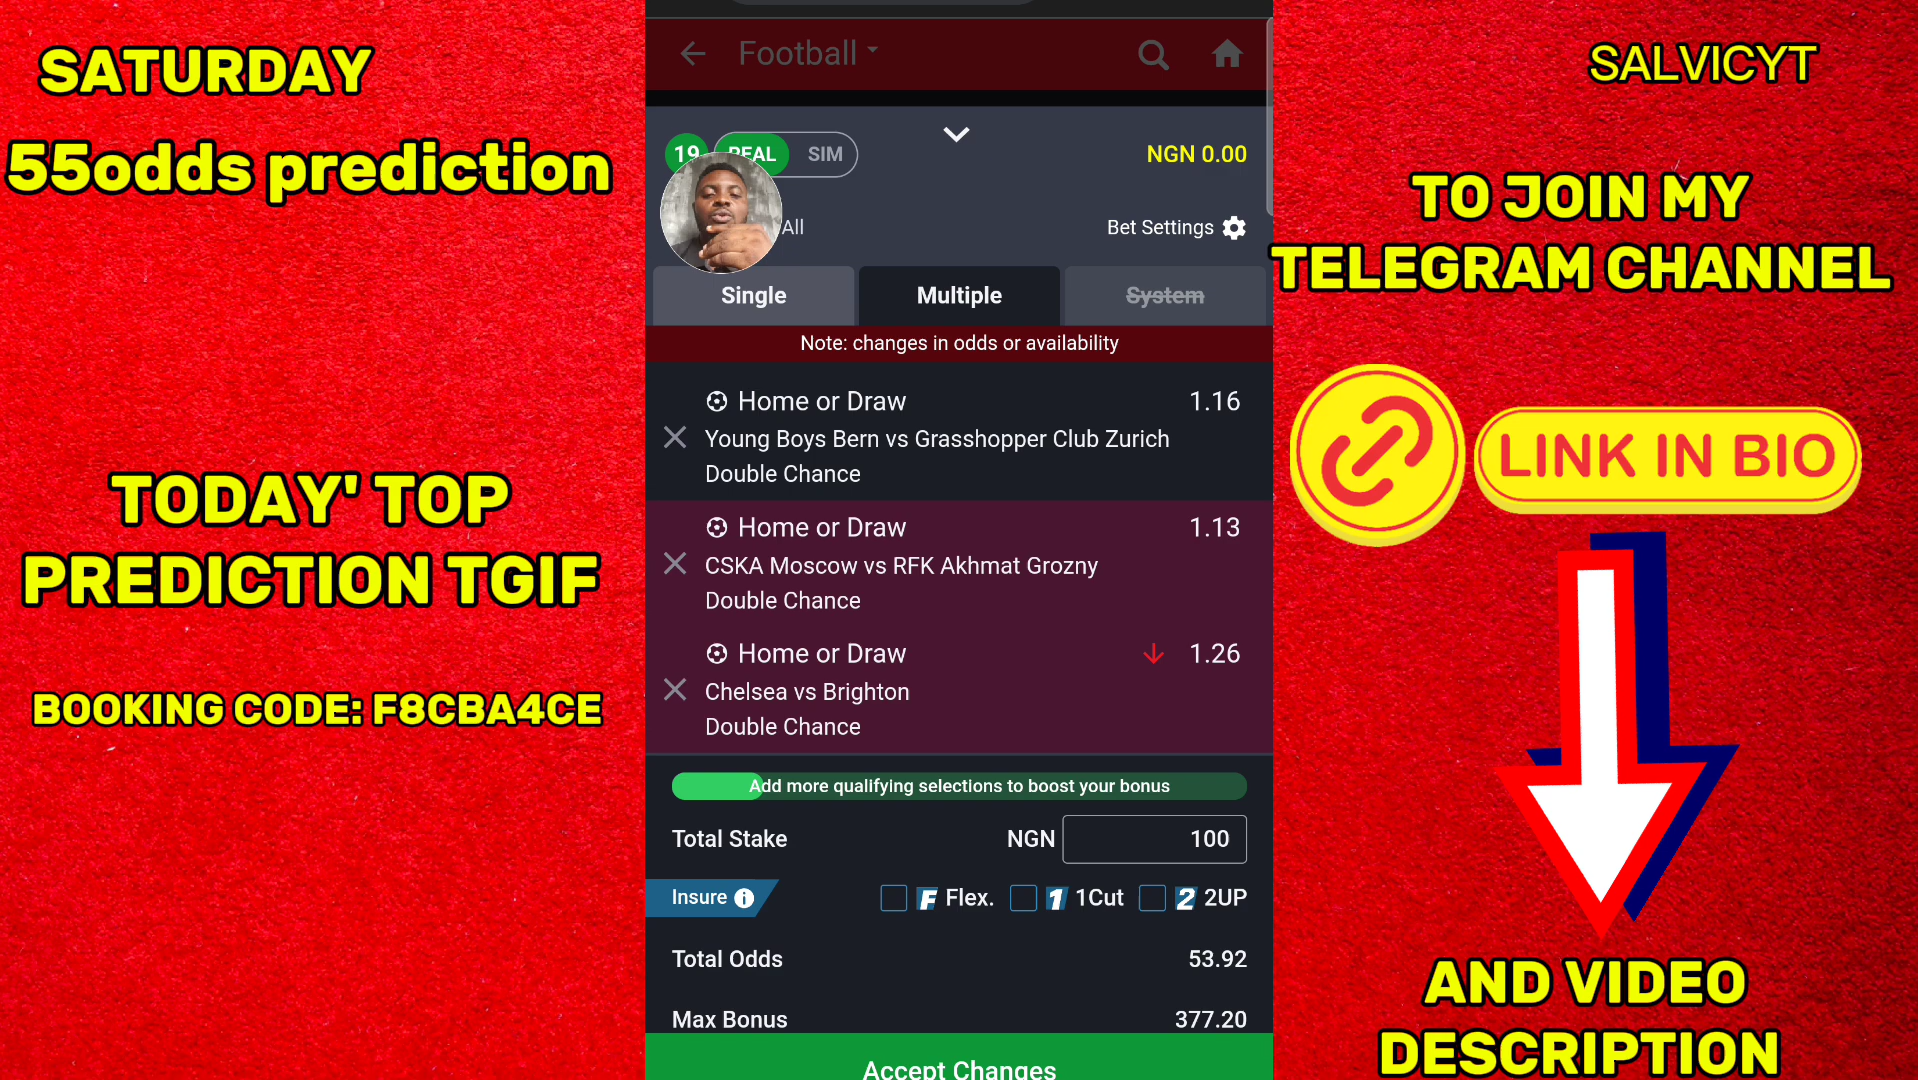 SATURDAY
55odds prediction
TODAY' TOP
PREDICTION TGIF
BOOKING CODE: F8CBA4CE
Football
19 REAL SIM
NGN 0.00
All
Bet Settings
Single Multiple System
Note: changes in odds or availability
Home or Draw 1.16
Young Boys Bern vs Grasshopper Club Zurich
Double Chance
Home or Draw 1.13
CSKA Moscow vs RFK Akhmat Grozny
Double Chance
Home or Draw 1.26
Chelsea vs Brighton
Double Chance
Add more qualifying selections to boost your bonus
Total Stake NGN 100
Insure F Flex. 1 1Cut 2 2UP
Total Odds 53.92
Max Bonus 377.20
Accept Changes
SALVICYT
TO JOIN MY
TELEGRAM CHANNEL
LINK IN BIO
AND VIDEO
DESCRIPTION